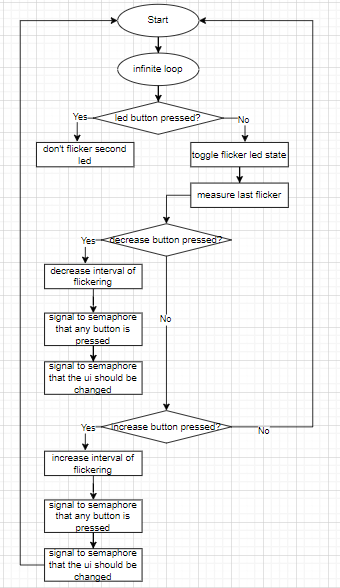 Start
infinite loop
led button pressed?
Yes
No
don't flicker second
led
toggle flicker led state
measure last flicker
decrease button pressed?
Yes
decrease interval of
flickering
signal to semaphore
that any button is
pressed
No
signal to semaphore
that the ui should be
changed
increase button pressed?
Yes
No
increase interval of
flickering
signal to semaphore
that any button is
pressed
signal to semaphore
that the ui should be
changed